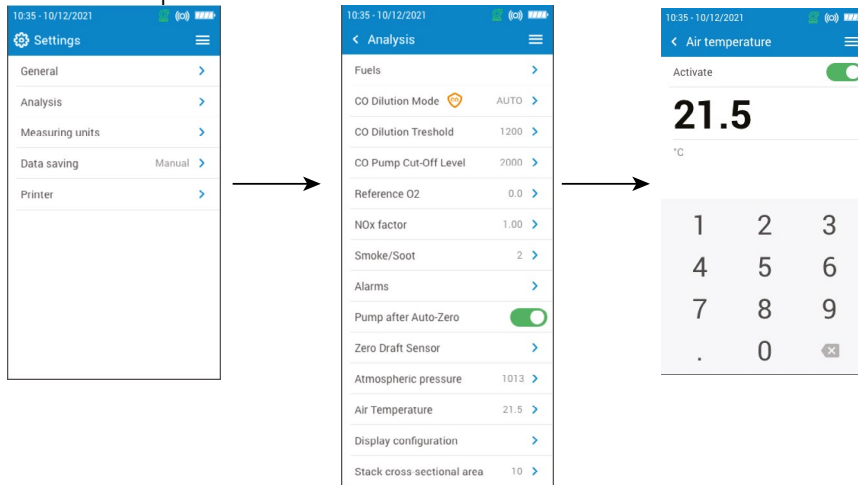 10:35 - 10/12/2021
Settings
General
Analysis
Measuring units
Data saving Manual
Printer
10:35 - 10/12/2021
Analysis
Fuels
CO Dilution Mode AUTO
CO Dilution Treshold 1200
CO Pump Cut-Off Level 2000
Reference O2 0.0
NOx factor 1.00
Smoke/Soot 2
Alarms
Pump after Auto-Zero
Zero Draft Sensor
Atmospheric pressure 1013
Air Temperature 21.5
Display configuration
Stack cross-sectional area 10
10:35 - 10/12/2021
Air temperature
Activate
21.5
°C
1 2 3
4 5 6
7 8 9
. 0